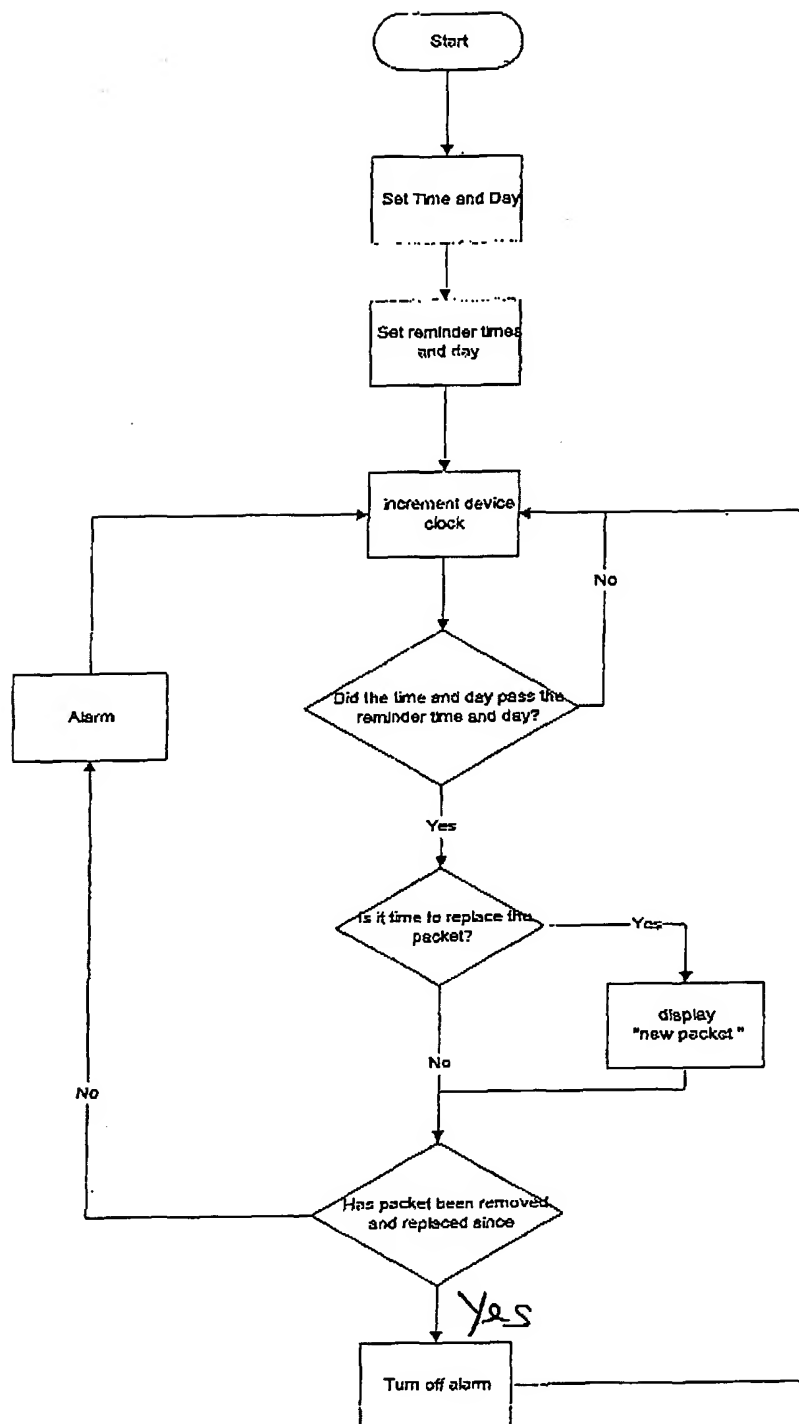 Start
Set Time and Day
Set reminder times
and day
increment device
clock
No
Did the time and day pass the
reminder time and day?
Alarm
Yes
Is it time to replace the
packet?
Yes
display
"new packet"
No
No
Has packet been removed
and replaced since
Yes
Turn off alarm